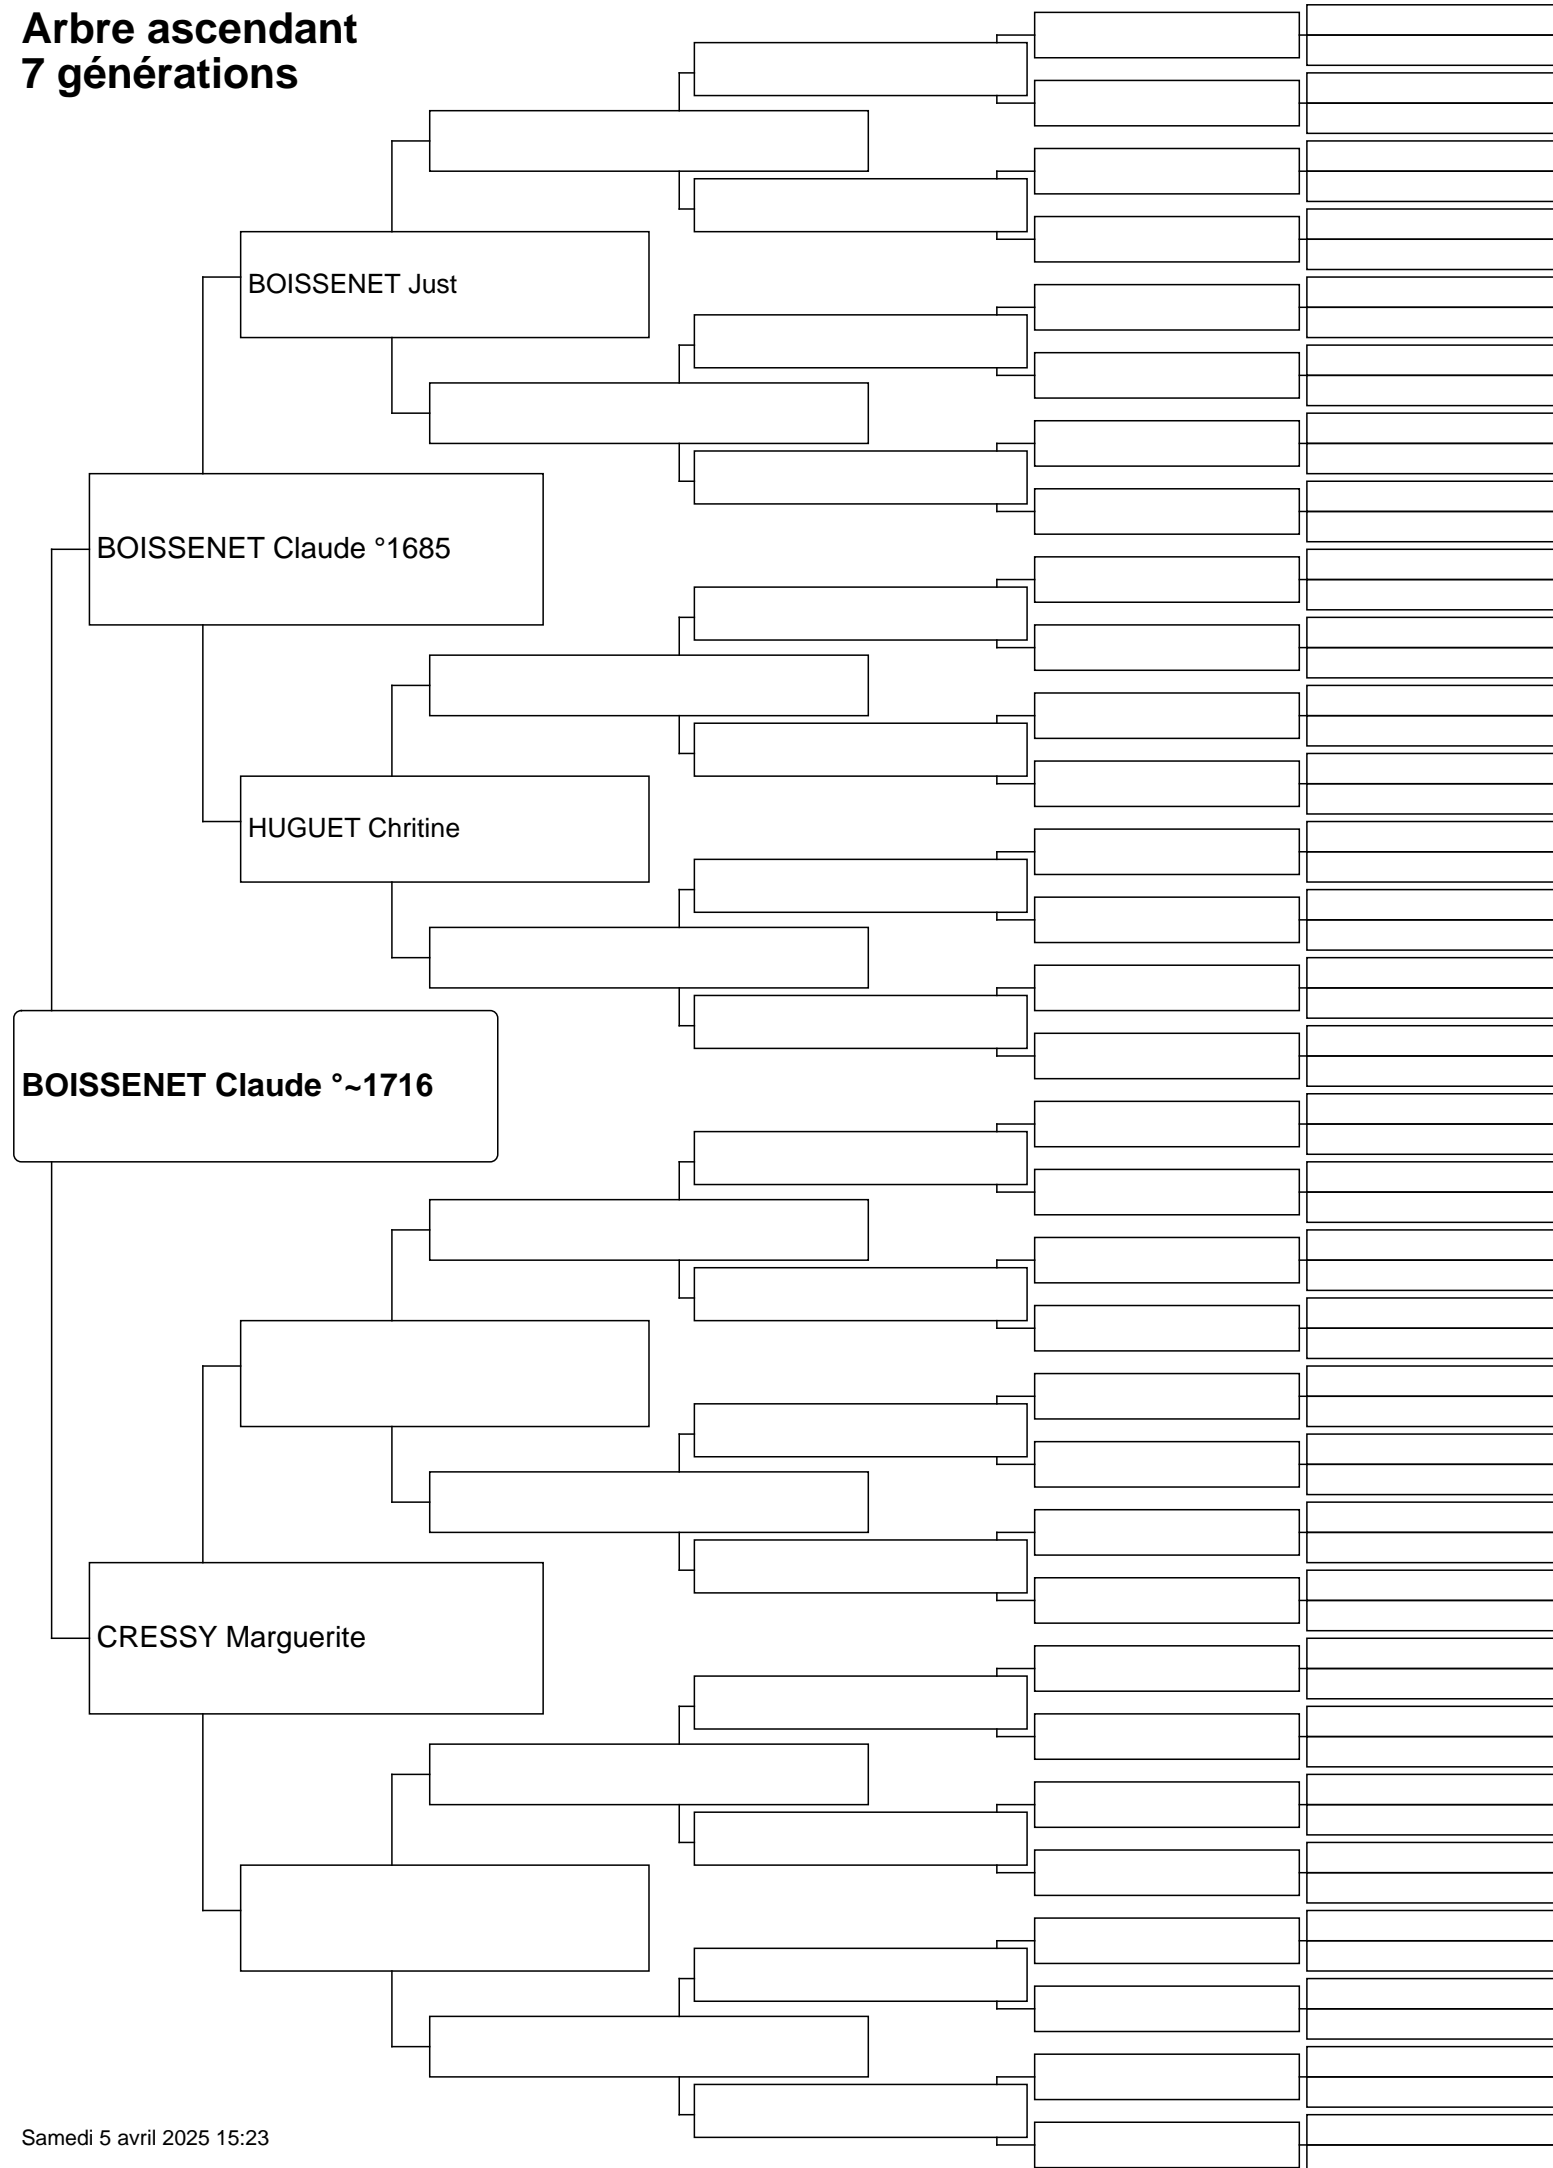 Arbre ascendant
7 générations
BOISSENET Just
BOISSENET Claude °1685
HUGUET Chritine
BOISSENET Claude °~1716
CRESSY Marguerite
Samedi 5 avril 2025 15:23